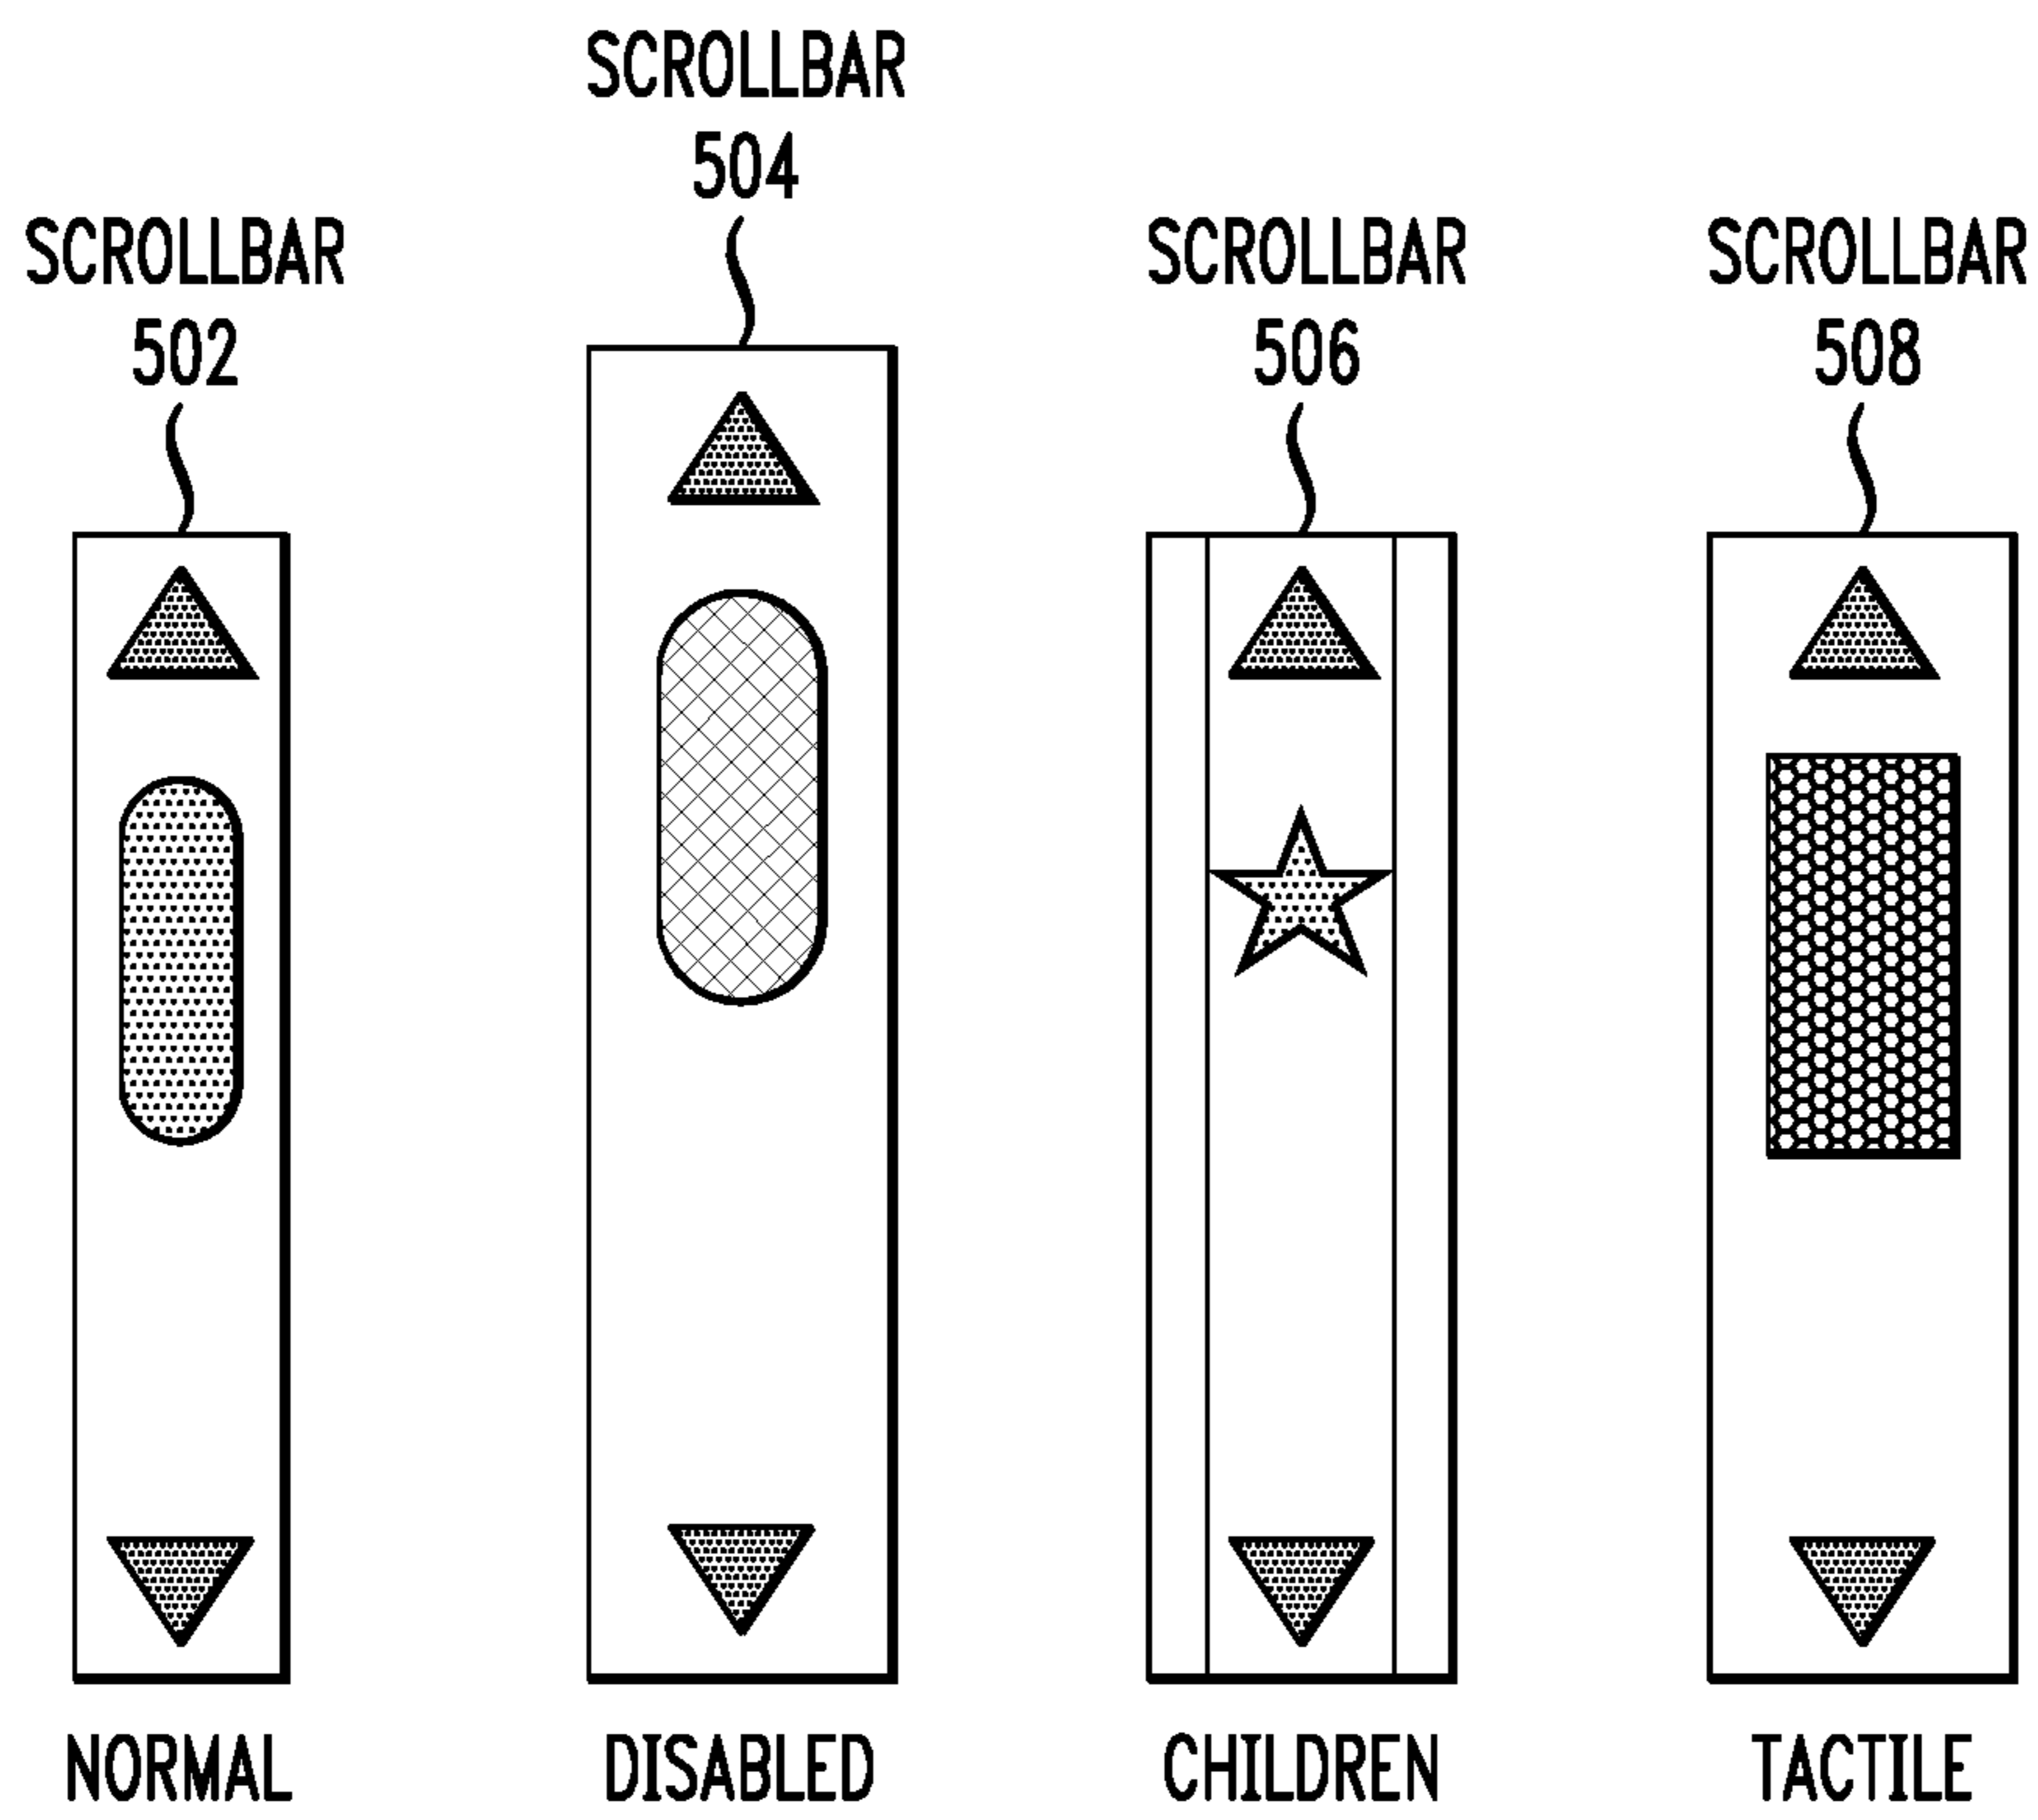 SCROLLBAR
502
SCROLLBAR
504
SCROLLBAR
506
SCROLLBAR
508
NORMAL
DISABLED
CHILDREN
TACTILE